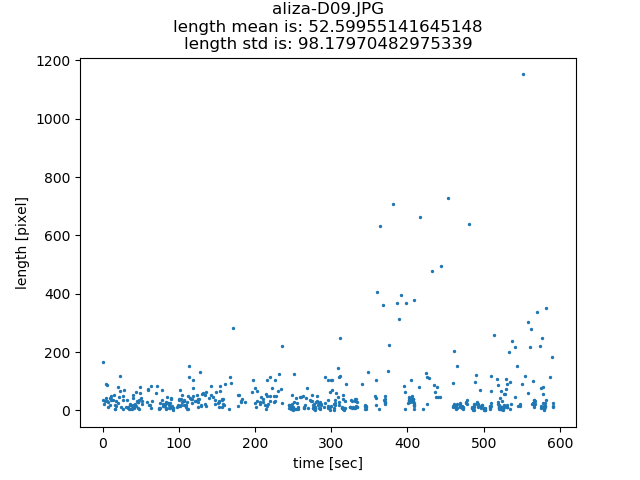 aliza-D09.JPG
length mean is: 52.59955141645148
length std is: 98.17970482975339
1200
1000
800
600
400
200
0
length [pixel]
0 100 200 300 400 500 600
time [sec]